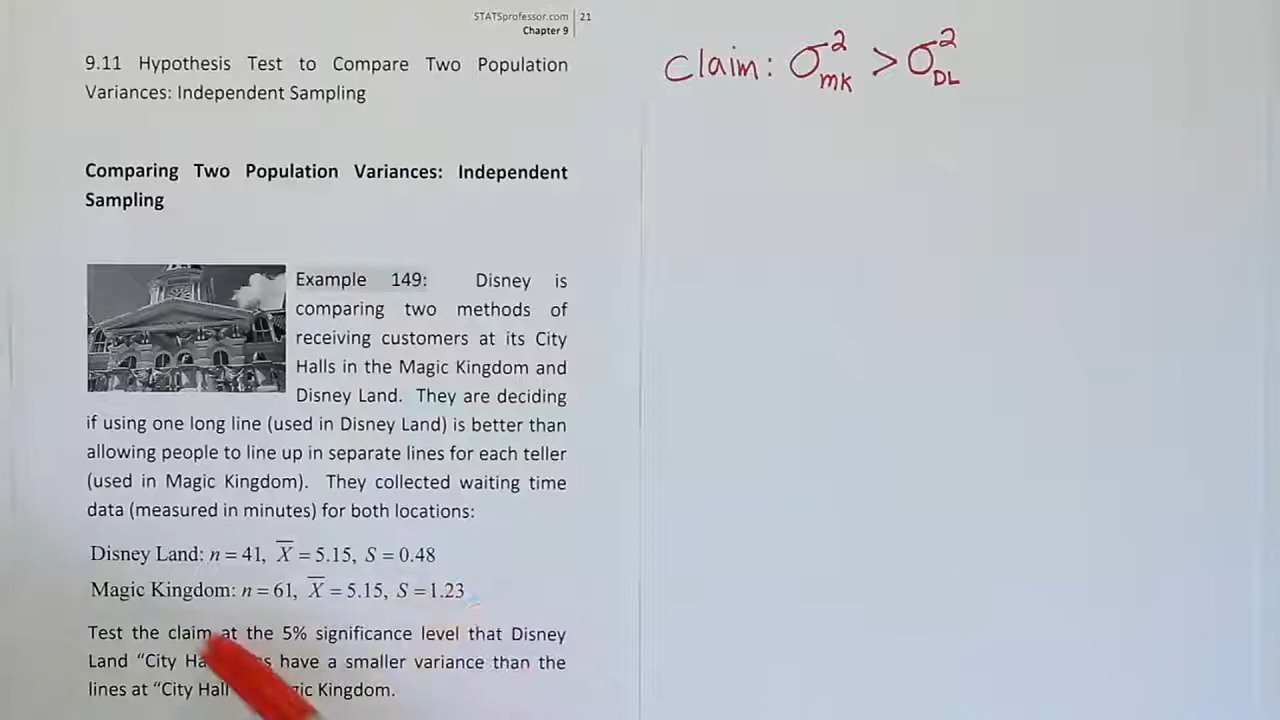 STATSprofessor.com | 21
Chapter 9
9.11 Hypothesis Test to Compare Two Population
Variances: Independent Sampling
Comparing Two Population Variances: Independent
Sampling
Example 149: Disney is
comparing two methods of
receiving customers at its City
Halls in the Magic Kingdom and
Disney Land. They are deciding
if using one long line (used in Disney Land) is better than
allowing people to line up in separate lines for each teller
(used in Magic Kingdom). They collected waiting time
data (measured in minutes) for both locations:
Disney Land: n = 41, X̅ = 5.15, S = 0.48
Magic Kingdom: n = 61, X̅ = 5.15, S = 1.23
Test the claim at the 5% significance level that Disney
Land “City have a smaller variance than the
lines at “City Hall Kingdom.
Claim: σ²mk > σ²DL